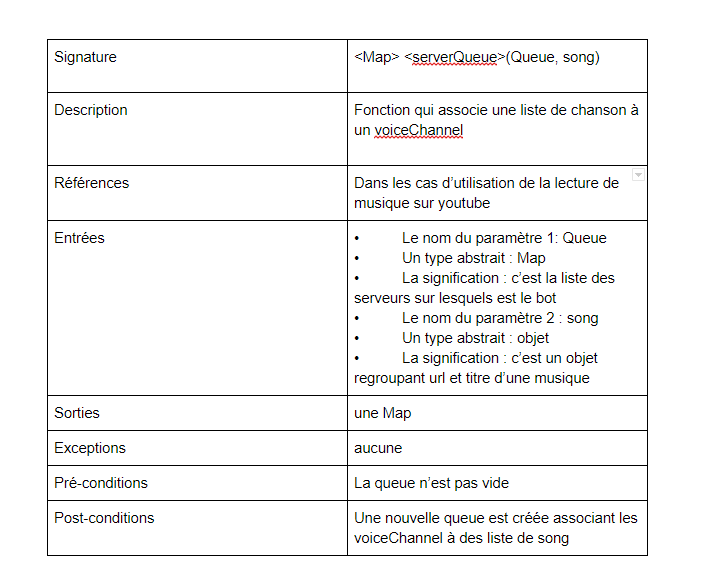 Signature
<Map> <serverQueue>(Queue, song)
Description
Fonction qui associe une liste de chanson à
un voiceChannel
Références
Dans les cas d’utilisation de la lecture de
musique sur youtube
Entrées
• Le nom du paramètre 1: Queue
• Un type abstrait : Map
• La signification : c’est la liste des
serveurs sur lesquels est le bot
• Le nom du paramètre 2 : song
• Un type abstrait : objet
• La signification : c’est un objet
regroupant url et titre d’une musique
Sorties
une Map
Exceptions
aucune
Pré-conditions
La queue n’est pas vide
Post-conditions
Une nouvelle queue est créée associant les
voiceChannel à des liste de song